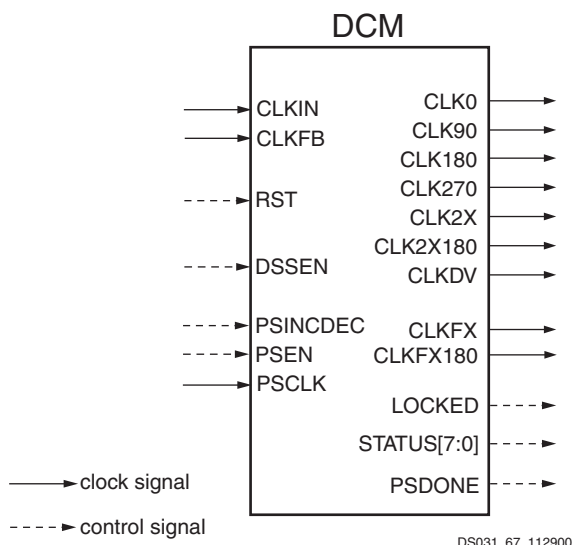 DCM
CLKIN
CLKFB
RST
DSSEN
PSINCDEC
PSEN
PSCLK
CLK0
CLK90
CLK180
CLK270
CLK2X
CLK2X180
CLKDV
CLKFX
CLKFX180
LOCKED
STATUS[7:0]
PSDONE
clock signal
control signal
DS031_67_112900